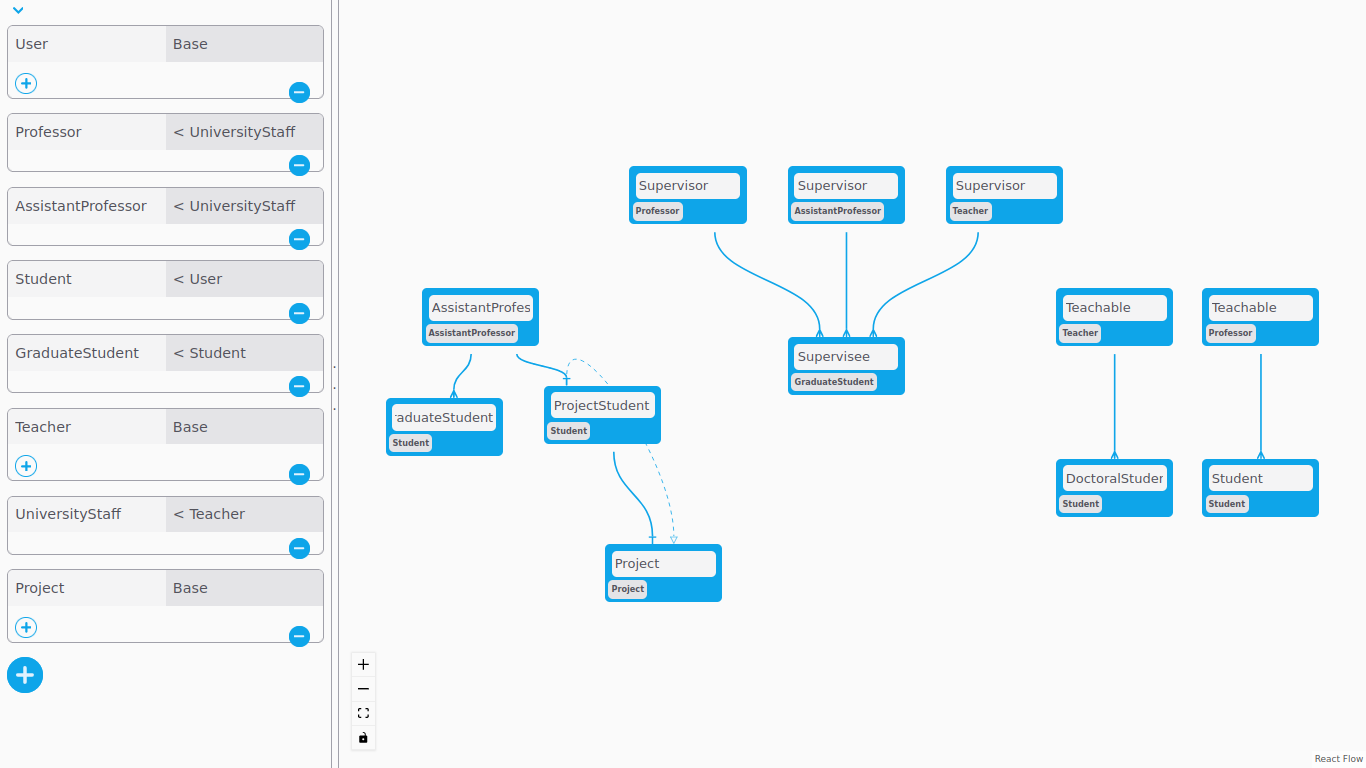 User Base
Professor < UniversityStaff
AssistantProfessor < UniversityStaff
Student < User
GraduateStudent < Student
Teacher Base
UniversityStaff < Teacher
Project Base
Supervisor
Professor
Supervisor
AssistantProfessor
Supervisor
Teacher
AssistantProfes
AssistantProfessor
Teachable
Teacher
Teachable
Professor
Supervisee
GraduateStudent
raduateStudent
Student
ProjectStudent
Student
DoctoralStuder
Student
Student
Student
Project
Project
React Flow